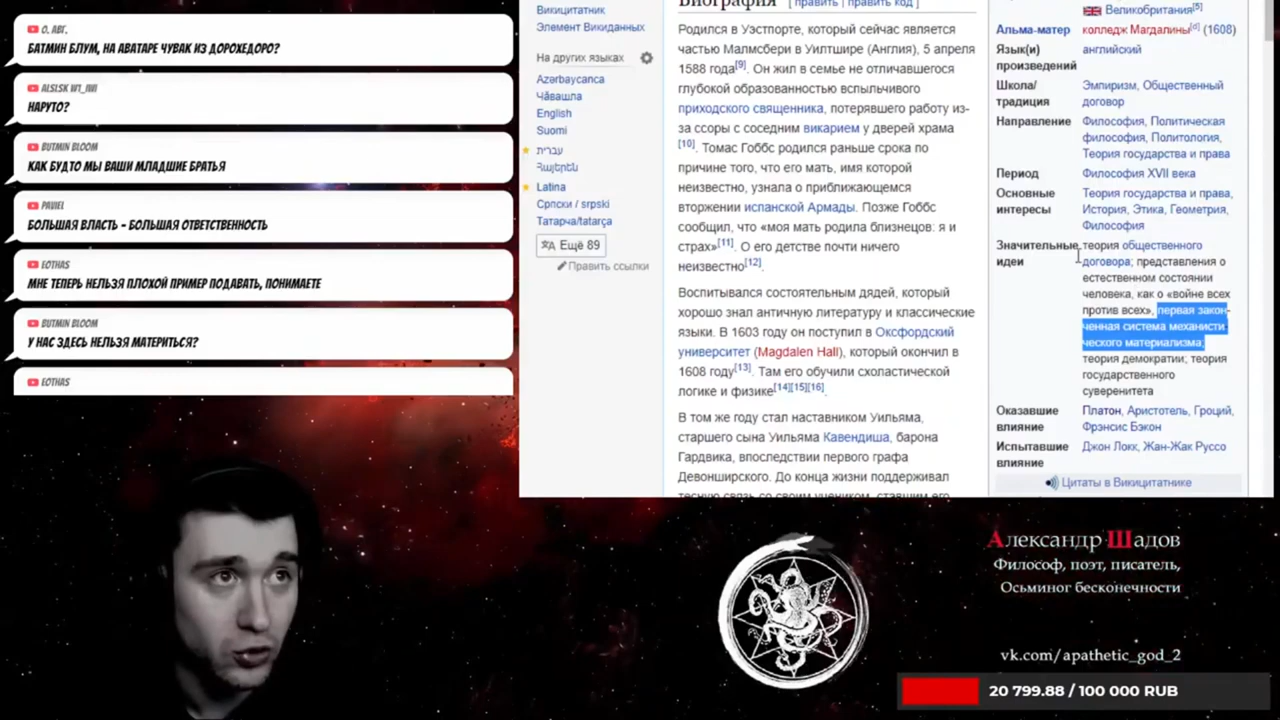 O. ABF.
БАТМИН БЛУМ, НА АВАТАРЕ ЧУВАК ИЗ ДОРОХЕДОРО?
НАРУТО?
BUTMIN BLOOM
КАК БУДТО МЫ ВАШИ МЛАДШИЕ БРАТЬЯ
PAVEL
БОЛЬШАЯ ВЛАСТЬ - БОЛЬШАЯ ОТВЕТСТВЕННОСТЬ
EOTHAS
МНЕ ТЕПЕРЬ НЕЛЬЗЯ ПЛОХОЙ ПРИМЕР ПОДАВАТЬ, ПОНИМАЕТЕ
BUTMIN BLOOM
У НАС ЗДЕСЬ НЕЛЬЗЯ МАТЕРИТЬСЯ?
EOTHAS
Викицитатник
Элемент Викиданных
На других языках
Azərbaycanca
Чӑвашла
English
Suomi
עברית
Հայերեն
Latina
Српски / srpski
Татарча/tatarça
Ещё 89
Править ссылки
Биография [ править | править код ]
Родился в Уэстпорте, который сейчас является
частью Малмсбери в Уилтшире (Англия), 5 апреля
1588 года[9]. Он жил в семье не отличавшегося
глубокой образованностью вспыльчивого
приходского священника, потерявшего работу из-
за ссоры с соседним викарием у дверей храма
[10]. Томас Гоббс родился раньше срока по
причине того, что его мать, имя которой
неизвестно, узнала о приближающемся
вторжении испанской Армады. Позже Гоббс
сообщил, что «моя мать родила близнецов: я и
страх»[11]. О его детстве почти ничего
неизвестно[12].
Воспитывался состоятельным дядей, который
хорошо знал античную литературу и классические
языки. В 1603 году он поступил в Оксфордский
университет (Magdalen Hall), который окончил в
1608 году[13]. Там его обучили схоластической
логике и физике[14][15][16].
В том же году стал наставником Уильяма,
старшего сына Уильяма Кавендиша, барона
Гардвика, впоследствии первого графа
Девонширского. До конца жизни поддерживал
тесную связь со своим учеником, ставшим его
Великобритания[5]
Альма-матер колледж Магдалины[d] (1608)
Язык(и) английский
произведений
Школа/ Эмпиризм, Общественный
традиция договор
Направление Философия, Политическая
философия, Политология,
Теория государства и права
Период Философия XVII века
Основные Теория государства и права,
интересы История, Этика, Геометрия,
Философия
Значительные теория общественного
идеи договора; представления о
естественном состоянии
человека, как о «войне всех
против всех», первая закон-
ченная система механисти-
ческого материализма;
теория демократии; теория
государственного
суверенитета
Оказавшие Платон, Аристотель, Гроций,
влияние Фрэнсис Бэкон
Испытавшие Джон Локк, Жан-Жак Руссо
влияние
Цитаты в Викицитатнике
Александр Шадов
Философ, поэт, писатель,
Осьминог бесконечности
vk.com/apathetic_god_2
20 799.88 / 100 000 RUB